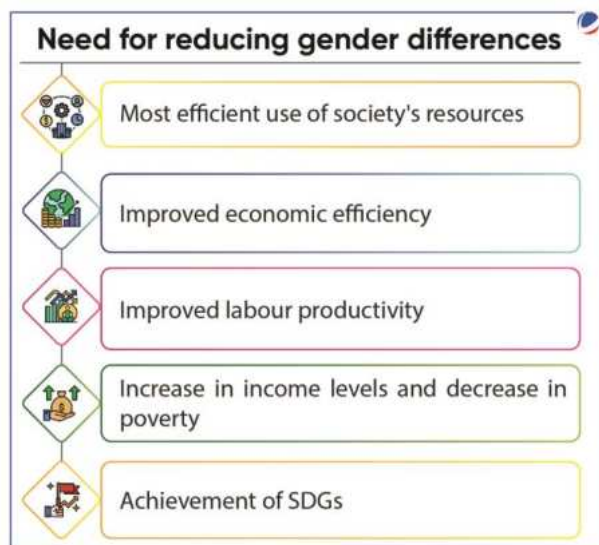 Need for reducing gender differences
Most efficient use of society's resources
Improved economic efficiency
Improved labour productivity
Increase in income levels and decrease in
poverty
Achievement of SDGs